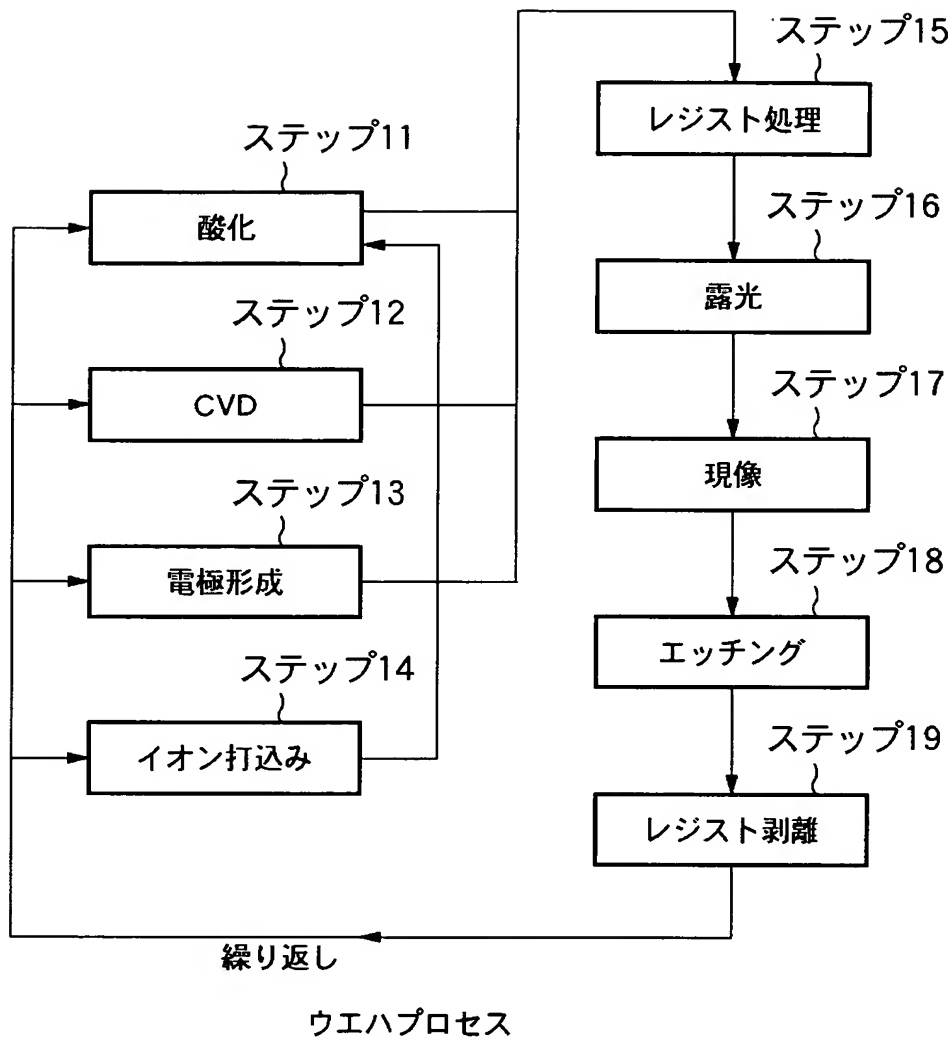 ステップ11
酸化
ステップ12
CVD
ステップ13
電極形成
ステップ14
イオン打込み
ステップ15
レジスト処理
ステップ16
露光
ステップ17
現像
ステップ18
エッチング
ステップ19
レジスト剥離
繰り返し
ウエハプロセス